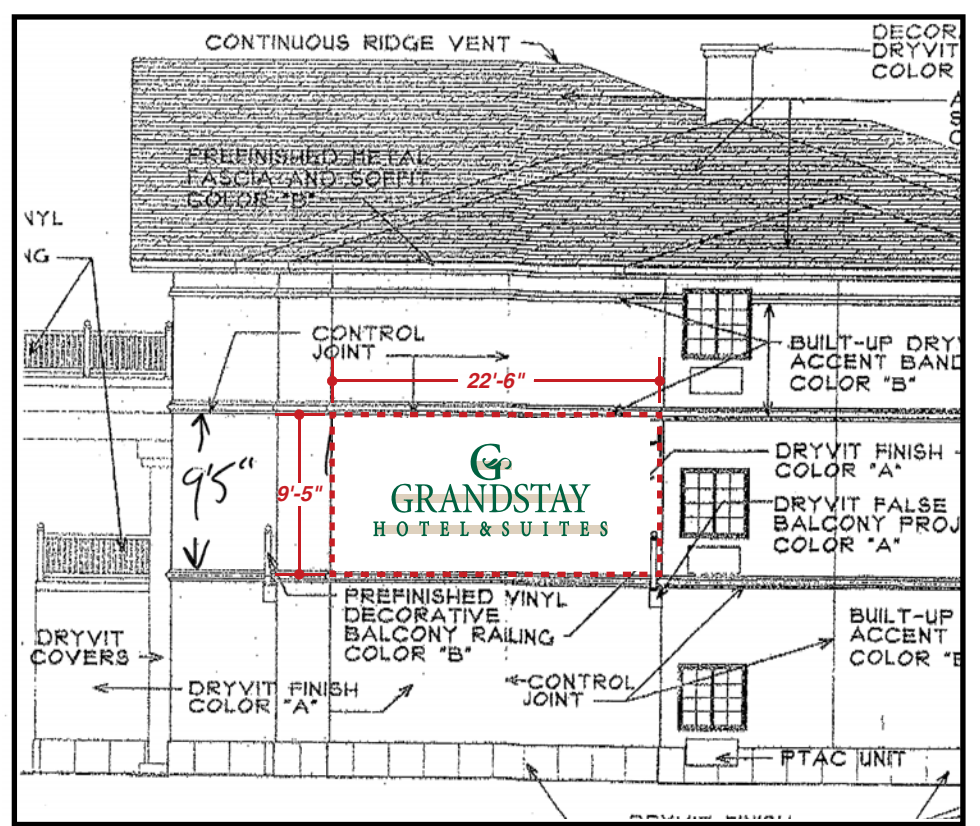 CONTINUOUS RIDGE VENT
DECOR
DRYVIT
COLOR
PREFINISHED METAL
FASCIA AND SOFFIT
COLOR "B"
NYL
NG
CONTROL
JOINT
22'-6"
BUILT-UP DRY
ACCENT BAND
COLOR "B"
9'5"
9'-5"
G
GRANDSTAY
HOTEL & SUITES
DRYVIT FINISH -
COLOR "A"
DRYVIT FALSE
BALCONY PROJ
COLOR "A"
PREFINISHED VINYL
DECORATIVE
BALCONY RAILING
COLOR "B"
BUILT-UP
ACCENT
COLOR "B
DRYVIT
COVERS
DRYVIT FINISH
COLOR "A"
CONTROL
JOINT
PTAC UNIT